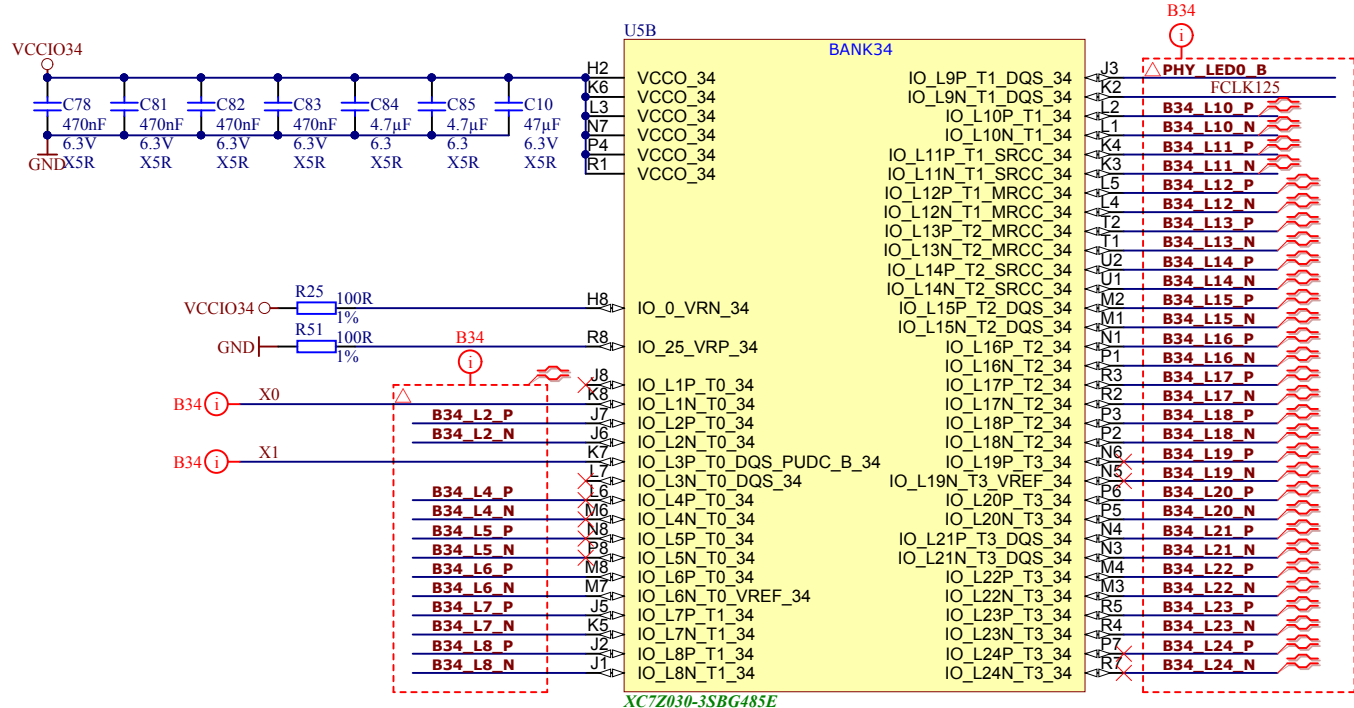 B34
U5B
BANK34
VCCIO34
C78 470nF 6.3V X5R
C81 470nF 6.3V X5R
C82 470nF 6.3V X5R
C83 470nF 6.3V X5R
C84 4.7µF 6.3 X5R
C85 4.7µF 6.3 X5R
C10 47µF 6.3V X5R
GND
H2 VCCO_34
K6 VCCO_34
L3 VCCO_34
N7 VCCO_34
P4 VCCO_34
R1 VCCO_34
VCCIO34 R25 100R 1% H8 IO_0_VRN_34
GND R51 100R 1% R8 IO_25_VRP_34
B34
J8 IO_L1P_T0_34
B34 X0 K8 IO_L1N_T0_34
B34_L2_P J7 IO_L2P_T0_34
B34_L2_N J6 IO_L2N_T0_34
B34 X1 K7 IO_L3P_T0_DQS_PUDC_B_34
L7 IO_L3N_T0_DQS_34
B34_L4_P L6 IO_L4P_T0_34
B34_L4_N M6 IO_L4N_T0_34
B34_L5_P N8 IO_L5P_T0_34
B34_L5_N P8 IO_L5N_T0_34
B34_L6_P M8 IO_L6P_T0_34
B34_L6_N M7 IO_L6N_T0_VREF_34
B34_L7_P J5 IO_L7P_T1_34
B34_L7_N K5 IO_L7N_T1_34
B34_L8_P J2 IO_L8P_T1_34
B34_L8_N J1 IO_L8N_T1_34
IO_L9P_T1_DQS_34 J3 PHY_LED0_B
IO_L9N_T1_DQS_34 K2 FCLK125
IO_L10P_T1_34 L2 B34_L10_P
IO_L10N_T1_34 L1 B34_L10_N
IO_L11P_T1_SRCC_34 K4 B34_L11_P
IO_L11N_T1_SRCC_34 K3 B34_L11_N
IO_L12P_T1_MRCC_34 L5 B34_L12_P
IO_L12N_T1_MRCC_34 L4 B34_L12_N
IO_L13P_T2_MRCC_34 T2 B34_L13_P
IO_L13N_T2_MRCC_34 T1 B34_L13_N
IO_L14P_T2_SRCC_34 U2 B34_L14_P
IO_L14N_T2_SRCC_34 U1 B34_L14_N
IO_L15P_T2_DQS_34 M2 B34_L15_P
IO_L15N_T2_DQS_34 M1 B34_L15_N
IO_L16P_T2_34 N1 B34_L16_P
IO_L16N_T2_34 P1 B34_L16_N
IO_L17P_T2_34 R3 B34_L17_P
IO_L17N_T2_34 R2 B34_L17_N
IO_L18P_T2_34 P3 B34_L18_P
IO_L18N_T2_34 P2 B34_L18_N
IO_L19P_T3_34 N6 B34_L19_P
IO_L19N_T3_VREF_34 N5 B34_L19_N
IO_L20P_T3_34 P6 B34_L20_P
IO_L20N_T3_34 P5 B34_L20_N
IO_L21P_T3_DQS_34 N4 B34_L21_P
IO_L21N_T3_DQS_34 N3 B34_L21_N
IO_L22P_T3_34 M4 B34_L22_P
IO_L22N_T3_34 M3 B34_L22_N
IO_L23P_T3_34 R5 B34_L23_P
IO_L23N_T3_34 R4 B34_L23_N
IO_L24P_T3_34 P7 B34_L24_P
IO_L24N_T3_34 R7 B34_L24_N
XC7Z030-3SBG485E